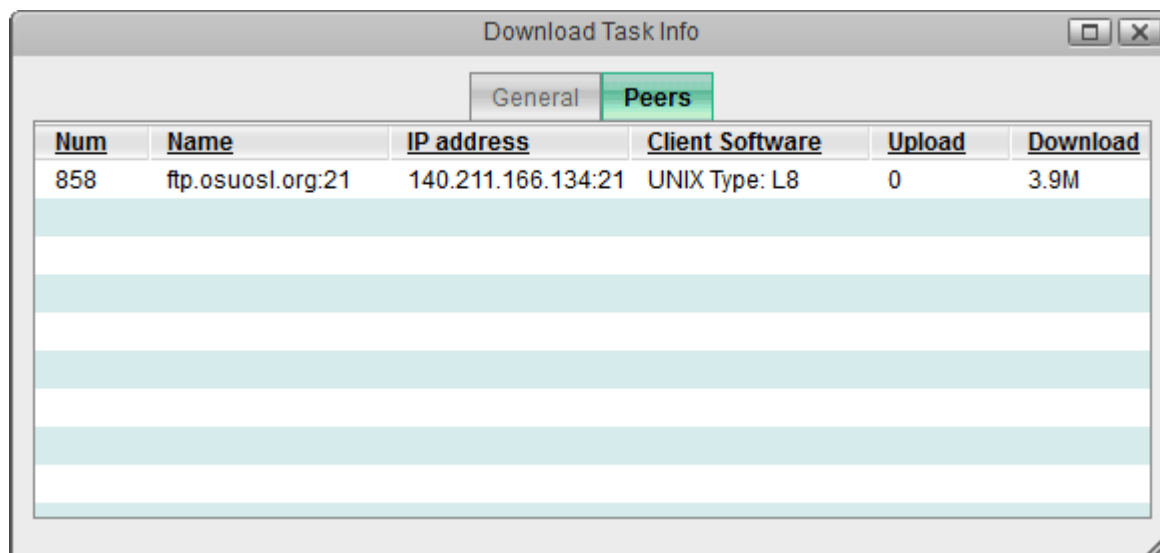 Download Task Info
General Peers
Num Name IP address Client Software Upload Download
858 ftp.osuosl.org:21 140.211.166.134:21 UNIX Type: L8 0 3.9M